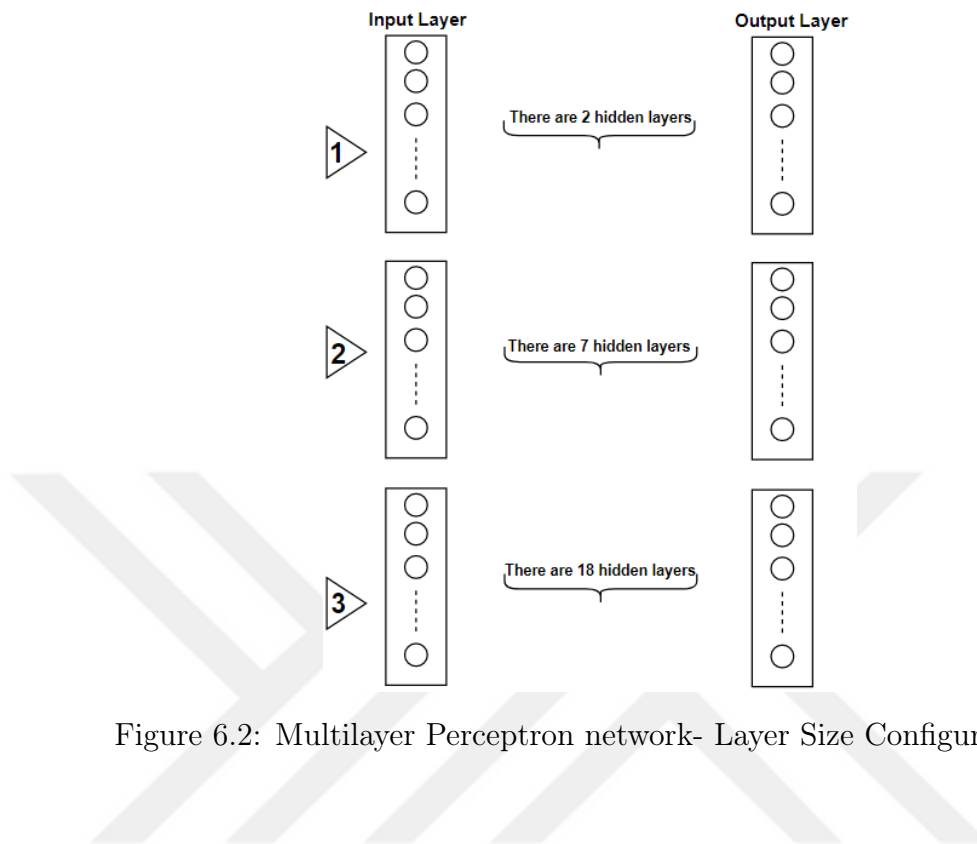 Input Layer
Output Layer
There are 2 hidden layers
1
There are 7 hidden layers
2
There are 18 hidden layers
3
Figure 6.2: Multilayer Perceptron network- Layer Size